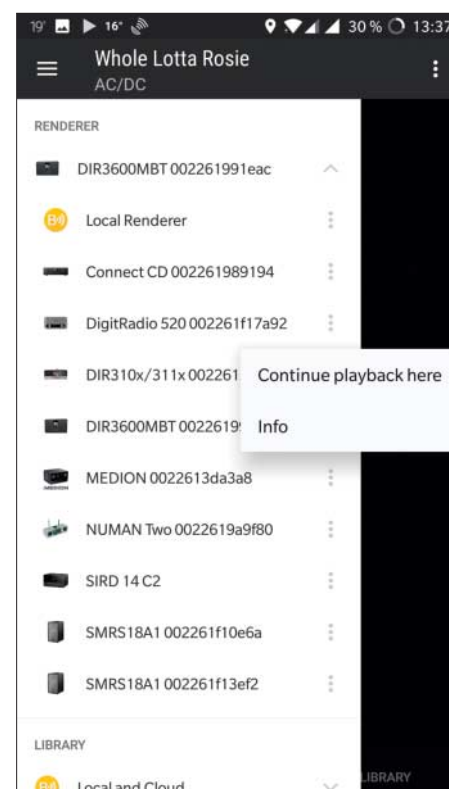 19' 16° 30 % 13:37
Whole Lotta Rosie
AC/DC
RENDERER
DIR3600MBT 002261991eac
Local Renderer
Connect CD 002261989194
DigitRadio 520 002261f17a92
DIR310x/311x 002261
Continue playback here
DIR3600MBT 0022619
Info
MEDION 0022613da3a8
NUMAN Two 0022619a9f80
SIRD 14 C2
SMRS18A1 002261f10e6a
SMRS18A1 002261f13ef2
LIBRARY
LIBRARY
Local and Cloud